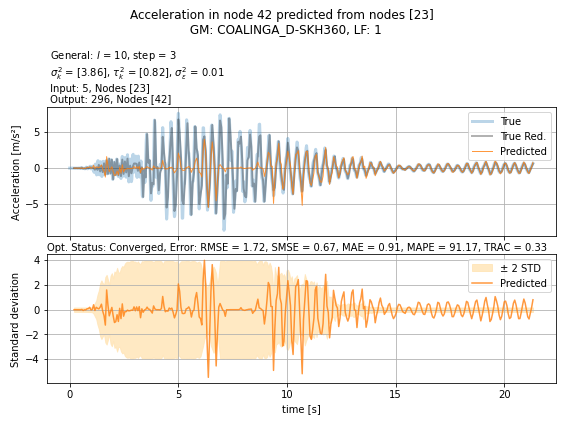 Acceleration in node 42 predicted from nodes [23]
GM: COALINGA_D-SKH360, LF: 1
General: l = 10, step = 3
σ²ₖ = [3.86], τ²ₖ = [0.82], σ²ε = 0.01
Input: 5, Nodes [23]
Output: 296, Nodes [42]
True
True Red.
Predicted
Acceleration [m/s²]
5
0
−5
Opt. Status: Converged, Error: RMSE = 1.72, SMSE = 0.67, MAE = 0.91, MAPE = 91.17, TRAC = 0.33
± 2 STD
Predicted
Standard deviation
4
2
0
−2
−4
0 5 10 15 20
time [s]